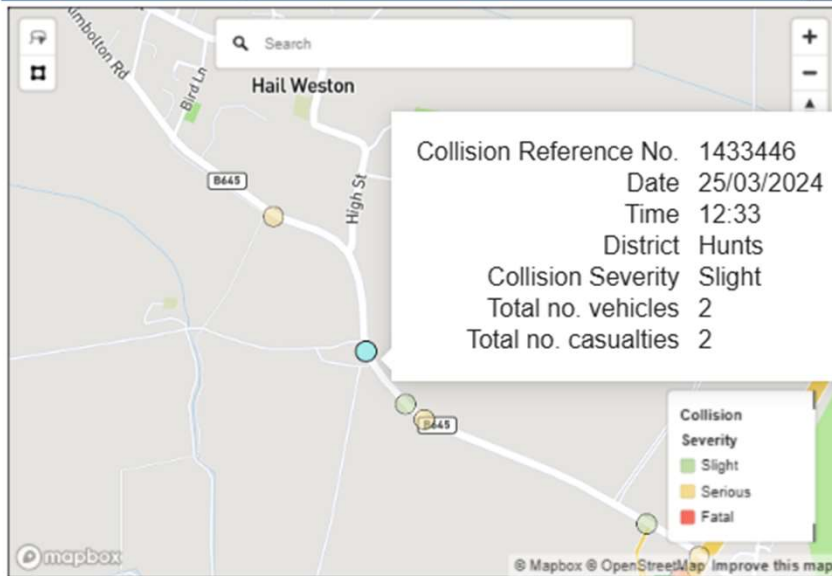 Kimbolton Rd
Search
Bird Ln
Hail Weston
B645
High St
Collision Reference No. 1433446
Date 25/03/2024
Time 12:33
District Hunts
Collision Severity Slight
Total no. vehicles 2
Total no. casualties 2
B645
Collision
Severity
Slight
Serious
Fatal
mapbox
© Mapbox © OpenStreetMap Improve this map